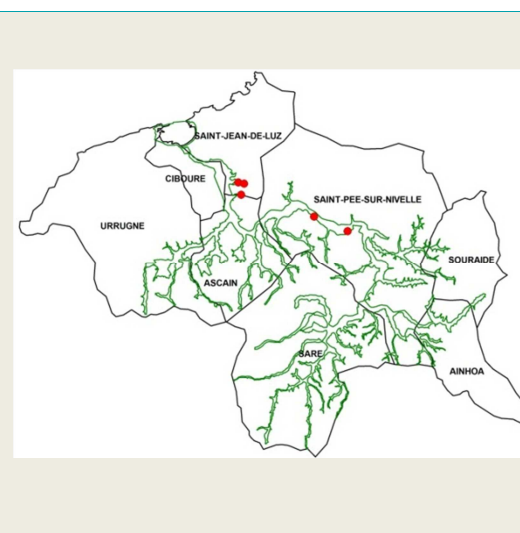 SAINT-JEAN-DE-LUZ
CIBOURE
SAINT-PEE-SUR-NIVELLE
URRUGNE
SOURAIDE
ASCAIN
SARE
AINHOA